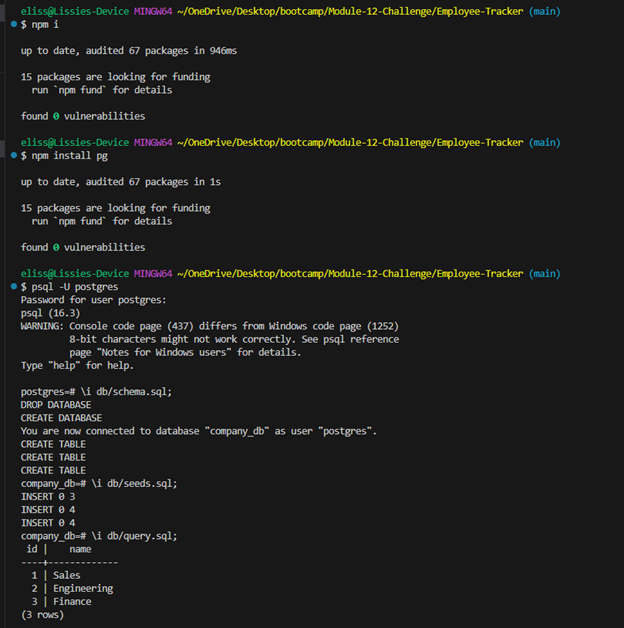 eliss@Lissies-Device MINGW64 ~/OneDrive/Desktop/bootcamp/Module-12-Challenge/Employee-Tracker (main)
$ npm i
up to date, audited 67 packages in 946ms
15 packages are looking for funding
run `npm fund` for details
found 0 vulnerabilities
eliss@Lissies-Device MINGW64 ~/OneDrive/Desktop/bootcamp/Module-12-Challenge/Employee-Tracker (main)
$ npm install pg
up to date, audited 67 packages in 1s
15 packages are looking for funding
run `npm fund` for details
found 0 vulnerabilities
eliss@Lissies-Device MINGW64 ~/OneDrive/Desktop/bootcamp/Module-12-Challenge/Employee-Tracker (main)
$ psql -U postgres
Password for user postgres:
psql (16.3)
WARNING: Console code page (437) differs from Windows code page (1252)
8-bit characters might not work correctly. See psql reference
page "Notes for Windows users" for details.
Type "help" for help.
postgres=# \i db/schema.sql;
DROP DATABASE
CREATE DATABASE
You are now connected to database "company_db" as user "postgres".
CREATE TABLE
CREATE TABLE
CREATE TABLE
company_db=# \i db/seeds.sql;
INSERT 0 3
INSERT 0 4
INSERT 0 4
company_db=# \i db/query.sql;
id | name
----+-------------
1 | Sales
2 | Engineering
3 | Finance
(3 rows)